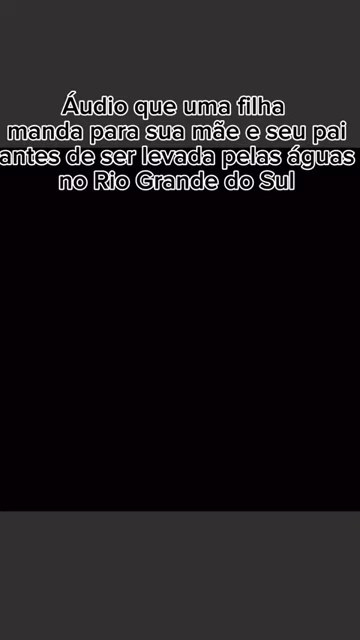 Áudio que uma filha
manda para sua mãe e seu pai
antes de ser levada pelas águas
no Rio Grande do Sul